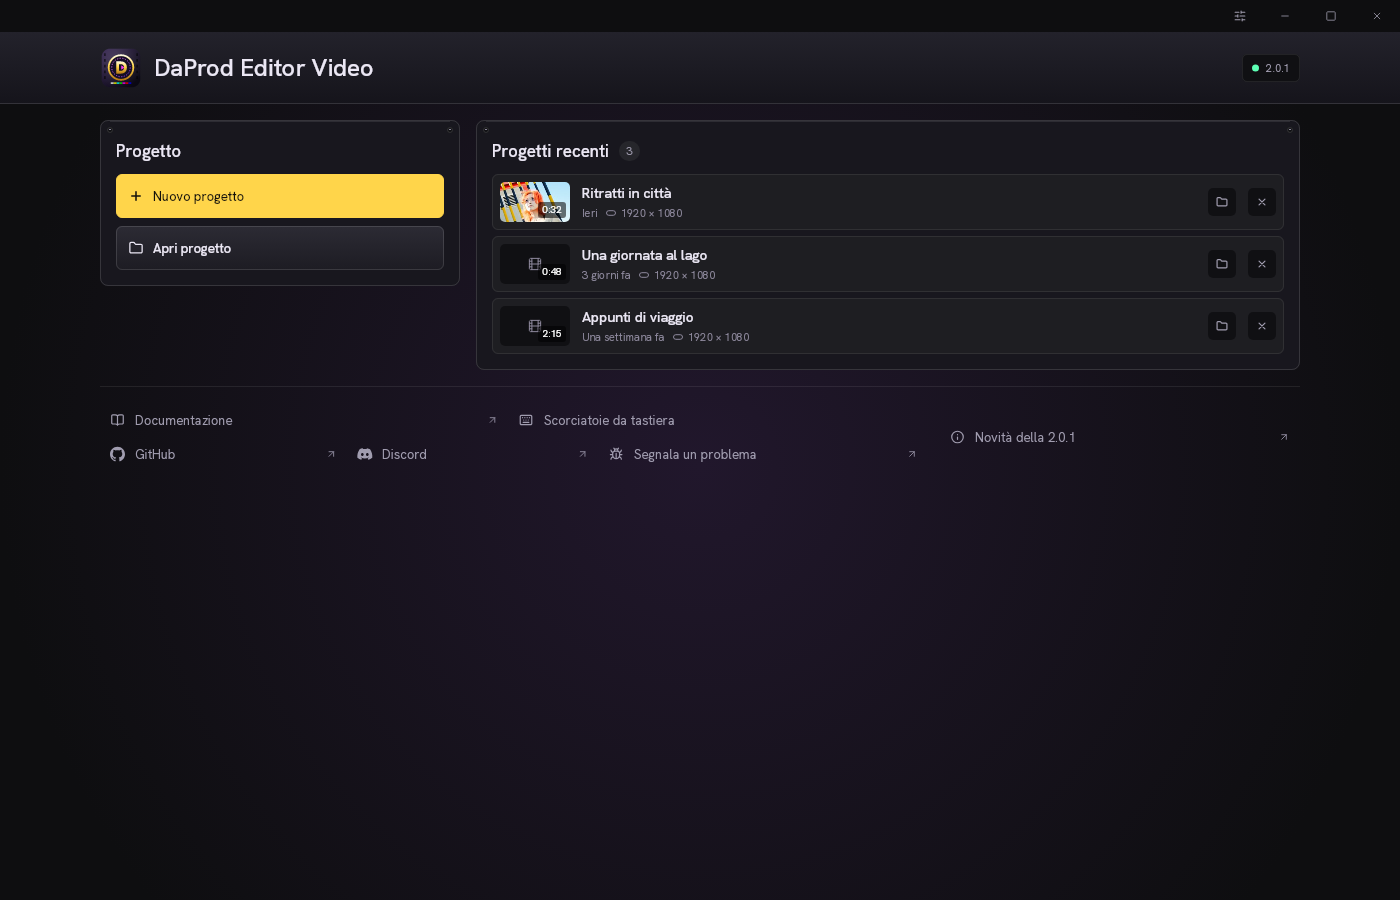 DaProd Editor Video
2.0.1
Progetto
Nuovo progetto
Apri progetto
Progetti recenti 3
0:32
Ritratti in città
Ieri 1920 × 1080
0:48
Una giornata al lago
3 giorni fa 1920 × 1080
2:15
Appunti di viaggio
Una settimana fa 1920 × 1080
Documentazione
Scorciatoie da tastiera
GitHub
Discord
Segnala un problema
Novità della 2.0.1